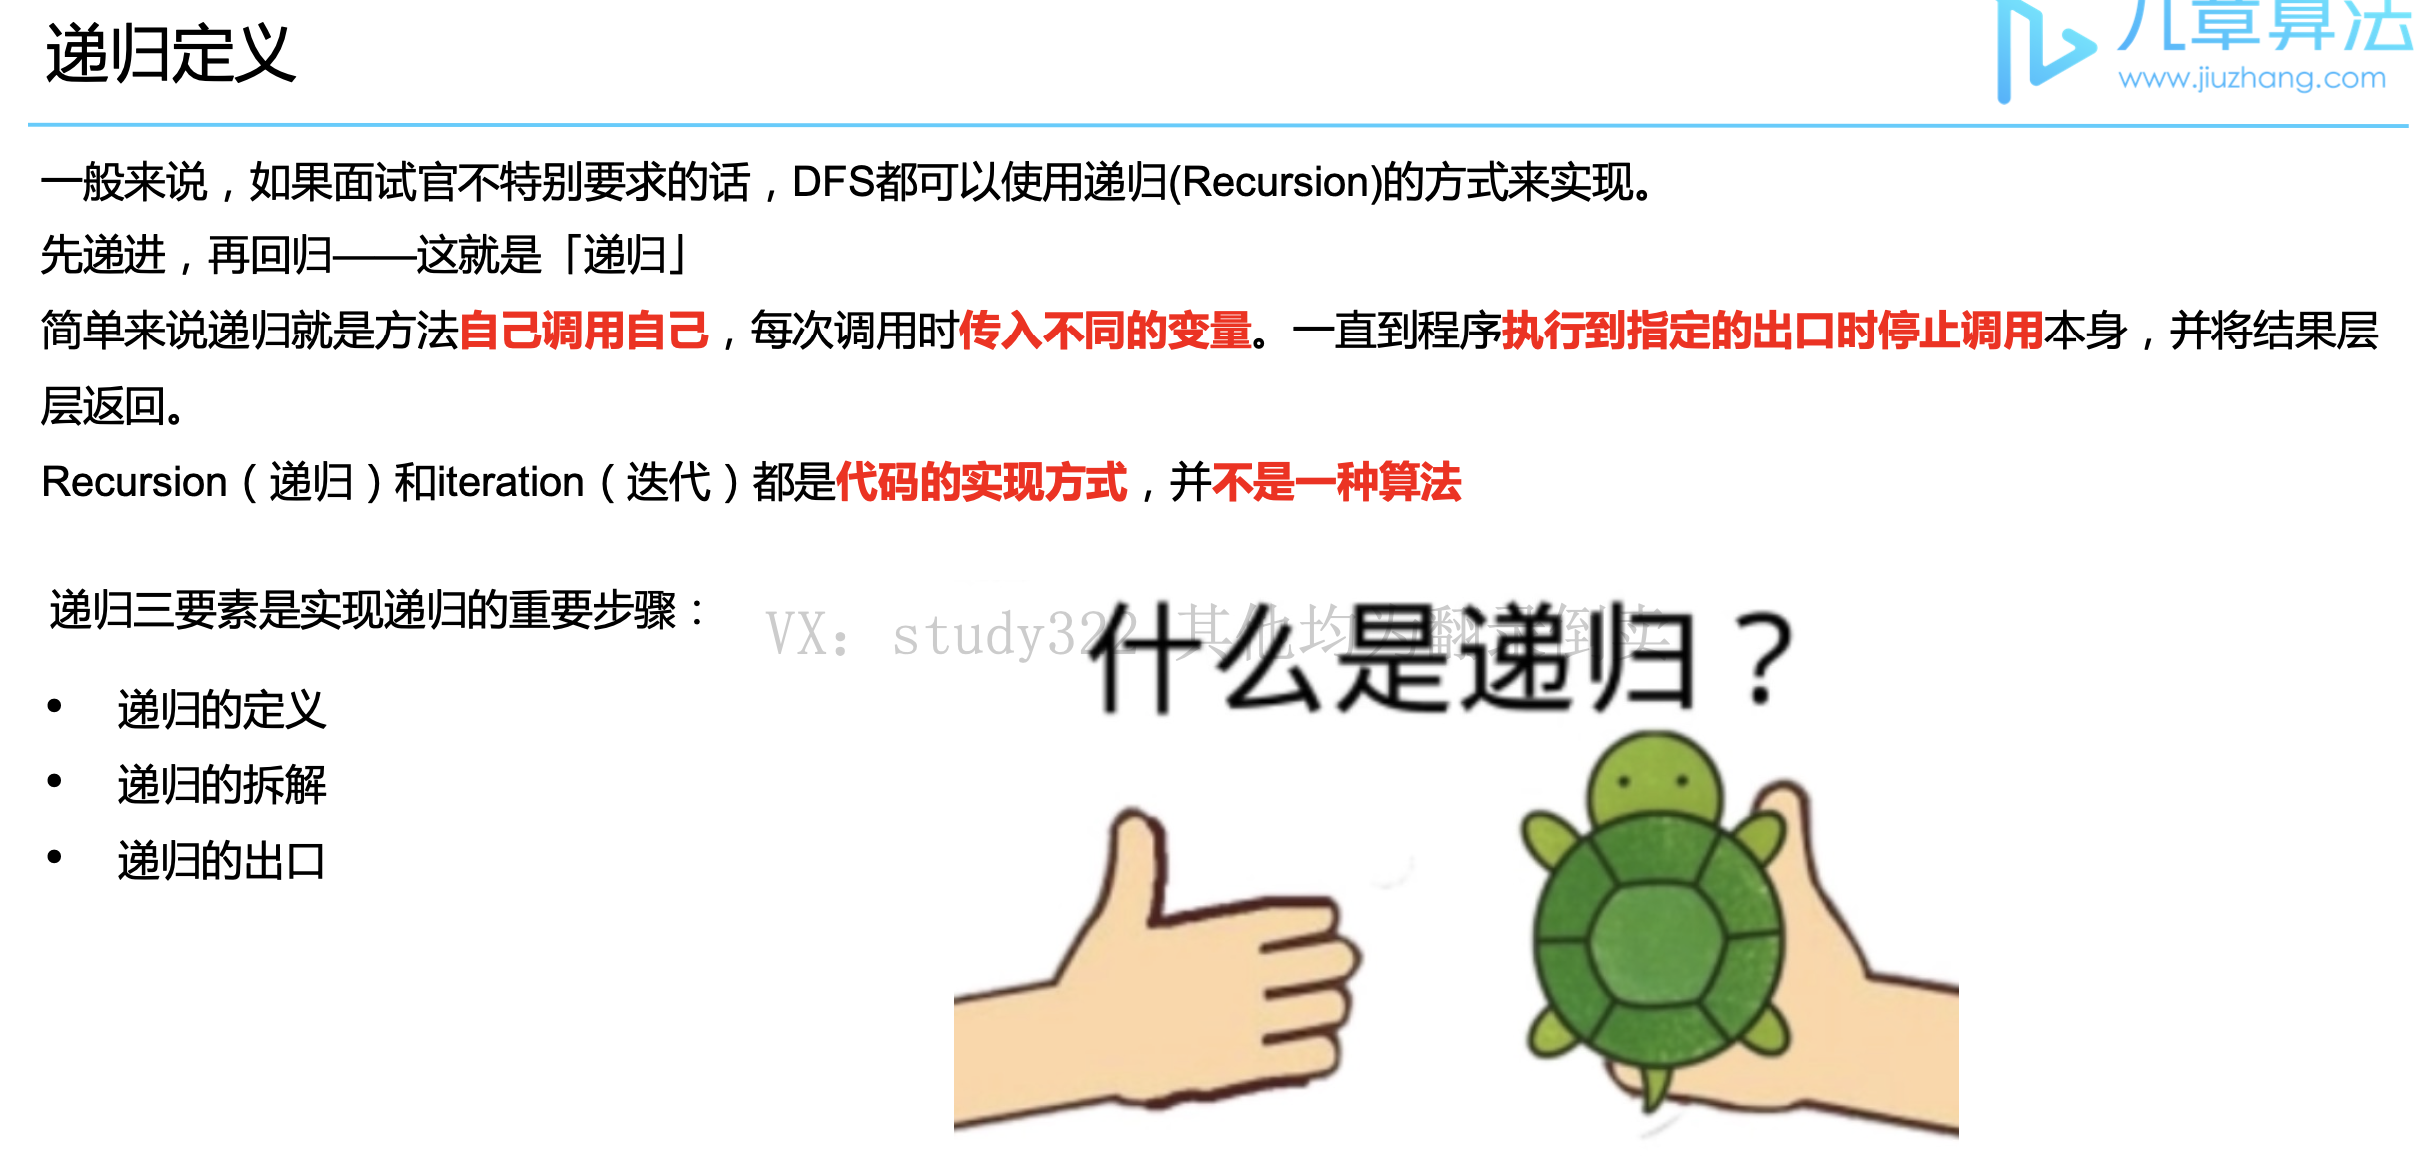 递归定义
九章算法
www.jiuzhang.com
一般来说，如果面试官不特别要求的话，DFS都可以使用递归(Recursion)的方式来实现。
先递进，再回归——这就是「递归」
简单来说递归就是方法自己调用自己，每次调用时传入不同的变量。一直到程序执行到指定的出口时停止调用本身，并将结果层
层返回。
Recursion（递归）和iteration（迭代）都是代码的实现方式，并不是一种算法
递归三要素是实现递归的重要步骤：
VX：study322 其他均为翻录倒卖
什么是递归？
• 递归的定义
• 递归的拆解
• 递归的出口